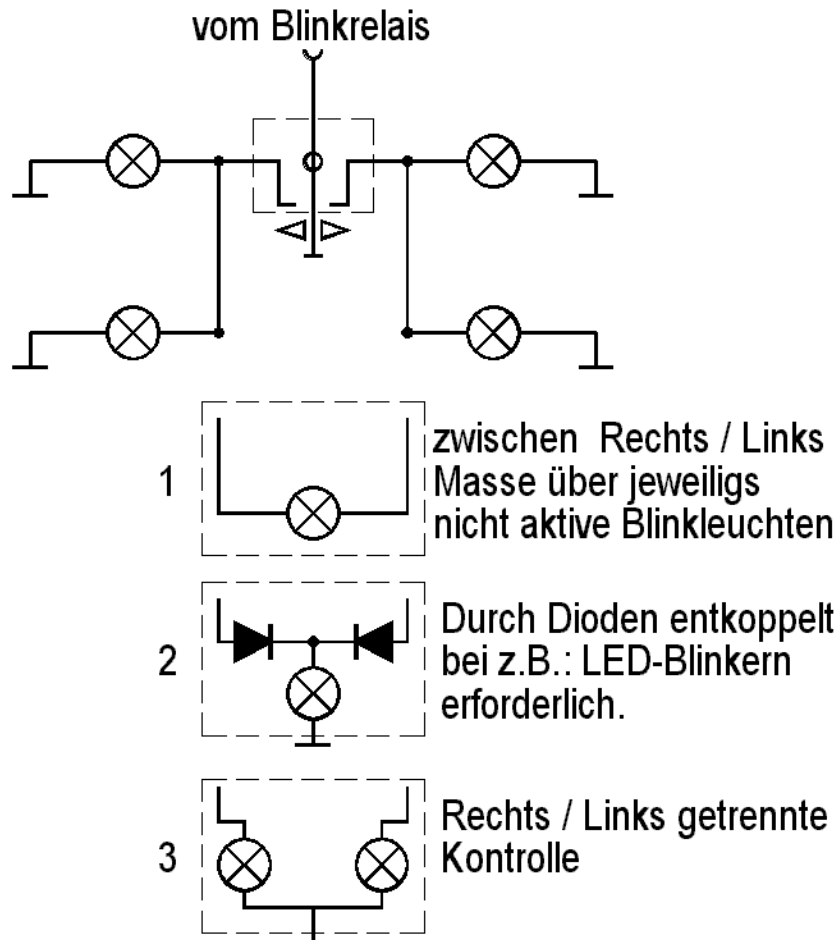 vom Blinkrelais
1
zwischen Rechts / Links
Masse über jeweiligs
nicht aktive Blinkleuchten
2
Durch Dioden entkoppelt
bei z.B.: LED-Blinkern
erforderlich.
3
Rechts / Links getrennte
Kontrolle